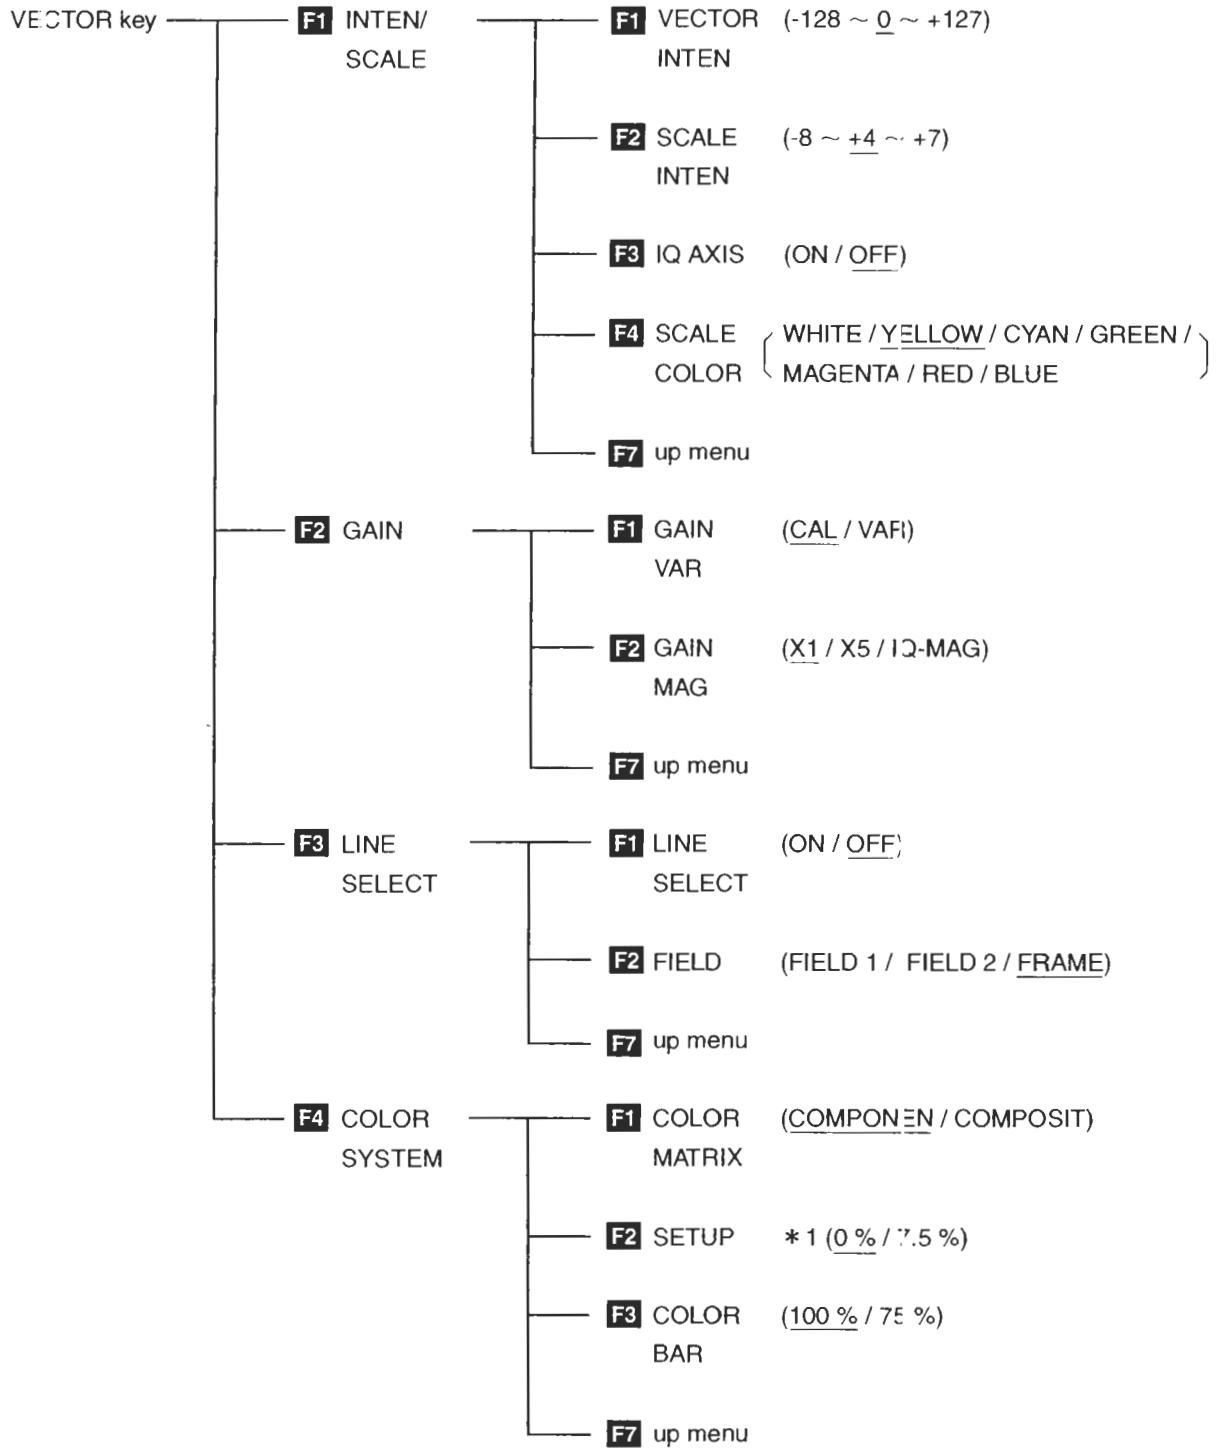 VECTOR key
F1 INTEN/
SCALE
F1 VECTOR (-128 ～ 0 ～ +127)
INTEN
F2 SCALE (-8 ～ +4 ～ +7)
INTEN
F3 IQ AXIS (ON / OFF)
F4 SCALE WHITE / YELLOW / CYAN / GREEN /
COLOR MAGENTA / RED / BLUE
F7 up menu
F2 GAIN
F1 GAIN (CAL / VARI)
VAR
F2 GAIN (X1 / X5 / IQ-MAG)
MAG
F7 up menu
F3 LINE
SELECT
F1 LINE (ON / OFF)
SELECT
F2 FIELD (FIELD 1 / FIELD 2 / FRAME)
F7 up menu
F4 COLOR
SYSTEM
F1 COLOR (COMPONEN / COMPOSIT)
MATRIX
F2 SETUP *1 (0 % / 7.5 %)
F3 COLOR (100 % / 75 %)
BAR
F7 up menu